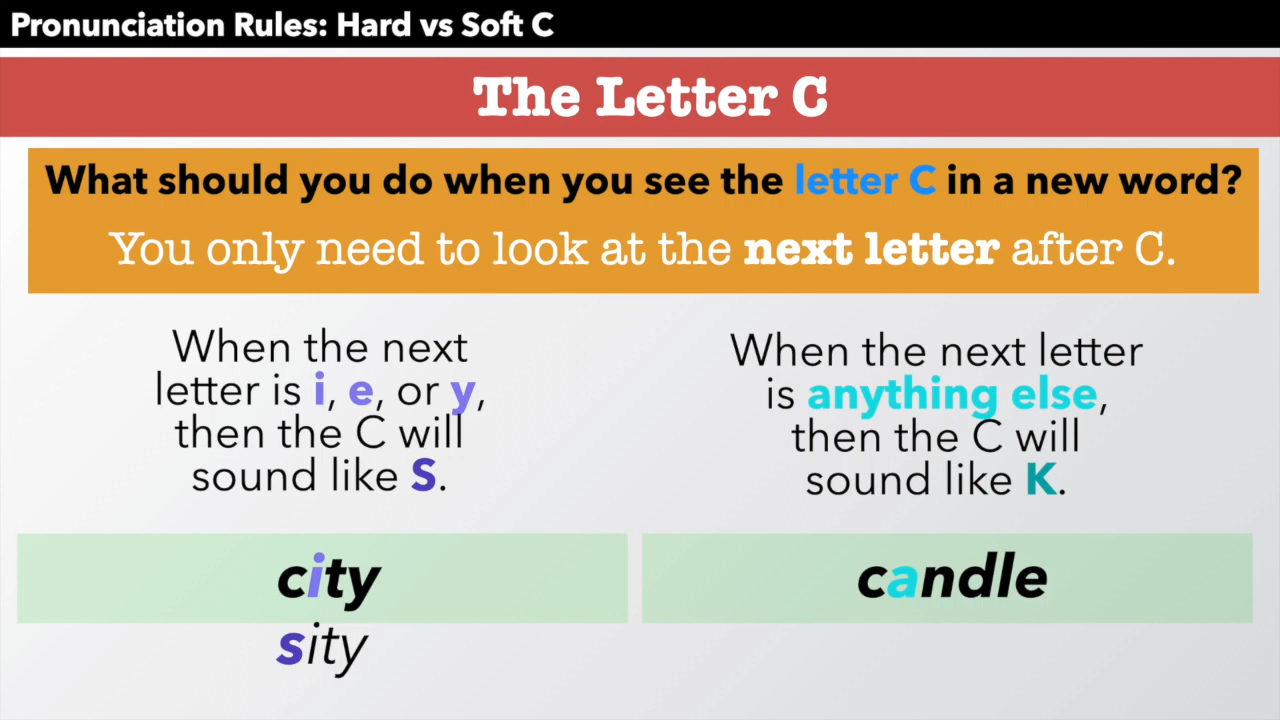 Pronunciation Rules: Hard vs Soft C
The Letter C
What should you do when you see the letter C in a new word?
You only need to look at the next letter after C.
When the next
letter is i, e, or y,
then the C will
sound like S.
When the next letter
is anything else,
then the C will
sound like K.
city
sity
candle